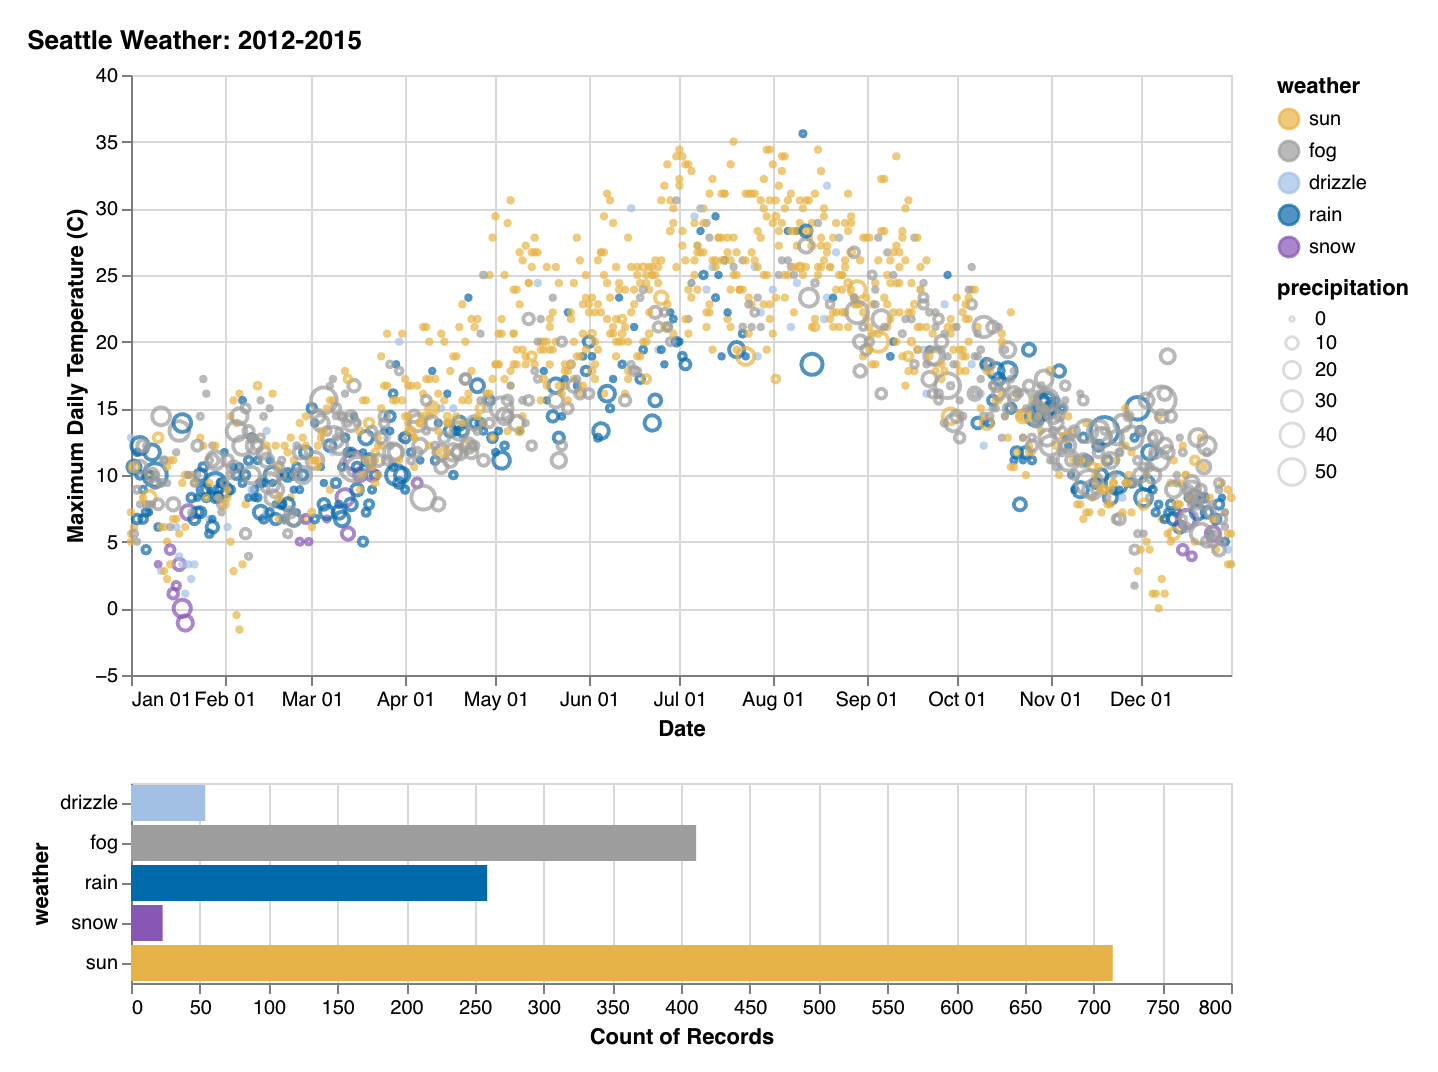 Seattle Weather: 2012-2015
40
35
30
25
20
15
10
5
0
−5
Maximum Daily Temperature (C)
Jan 01 Feb 01 Mar 01 Apr 01 May 01 Jun 01 Jul 01 Aug 01 Sep 01 Oct 01 Nov 01 Dec 01
Date
weather
sun
fog
drizzle
rain
snow
precipitation
0
10
20
30
40
50
weather
drizzle
fog
rain
snow
sun
0 50 100 150 200 250 300 350 400 450 500 550 600 650 700 750 800
Count of Records